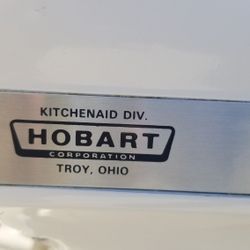 KITCHENAID DIV.
HOBART
CORPORATION
TROY, OHIO